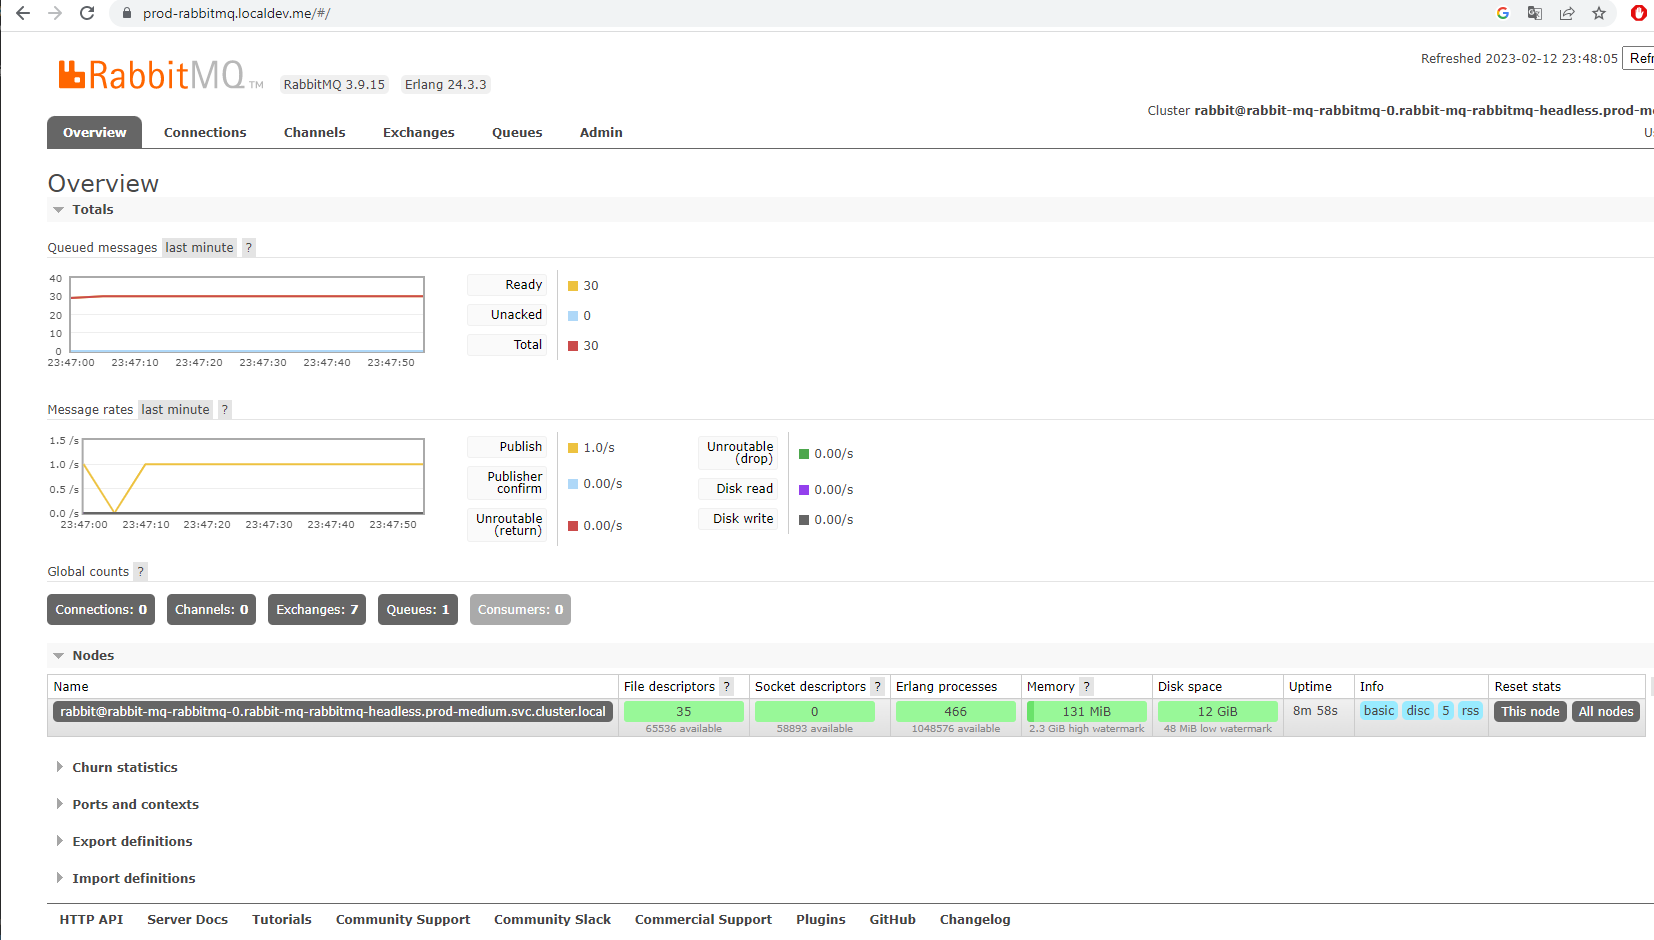 prod-rabbitmq.localdev.me/#/
RabbitMQ TM RabbitMQ 3.9.15 Erlang 24.3.3
Refreshed 2023-02-12 23:48:05 Refr
Cluster rabbit@rabbit-mq-rabbitmq-0.rabbit-mq-rabbitmq-headless.prod-m
Us
Overview Connections Channels Exchanges Queues Admin
Overview
Totals
Queued messages last minute ?
40
30
20
10
0
23:47:00 23:47:10 23:47:20 23:47:30 23:47:40 23:47:50
Ready 30
Unacked 0
Total 30
Message rates last minute ?
1.5 /s
1.0 /s
0.5 /s
0.0 /s
23:47:00 23:47:10 23:47:20 23:47:30 23:47:40 23:47:50
Publish 1.0/s
Publisher
confirm 0.00/s
Unroutable
(return) 0.00/s
Unroutable
(drop) 0.00/s
Disk read 0.00/s
Disk write 0.00/s
Global counts ?
Connections: 0 Channels: 0 Exchanges: 7 Queues: 1 Consumers: 0
Nodes
Name File descriptors ? Socket descriptors ? Erlang processes Memory ? Disk space Uptime Info Reset stats
rabbit@rabbit-mq-rabbitmq-0.rabbit-mq-rabbitmq-headless.prod-medium.svc.cluster.local 35 0 466 131 MiB 12 GiB 8m 58s basic disc 5 rss This node All nodes
65536 available 58893 available 1048576 available 2.3 GiB high watermark 48 MiB low watermark
Churn statistics
Ports and contexts
Export definitions
Import definitions
HTTP API Server Docs Tutorials Community Support Community Slack Commercial Support Plugins GitHub Changelog